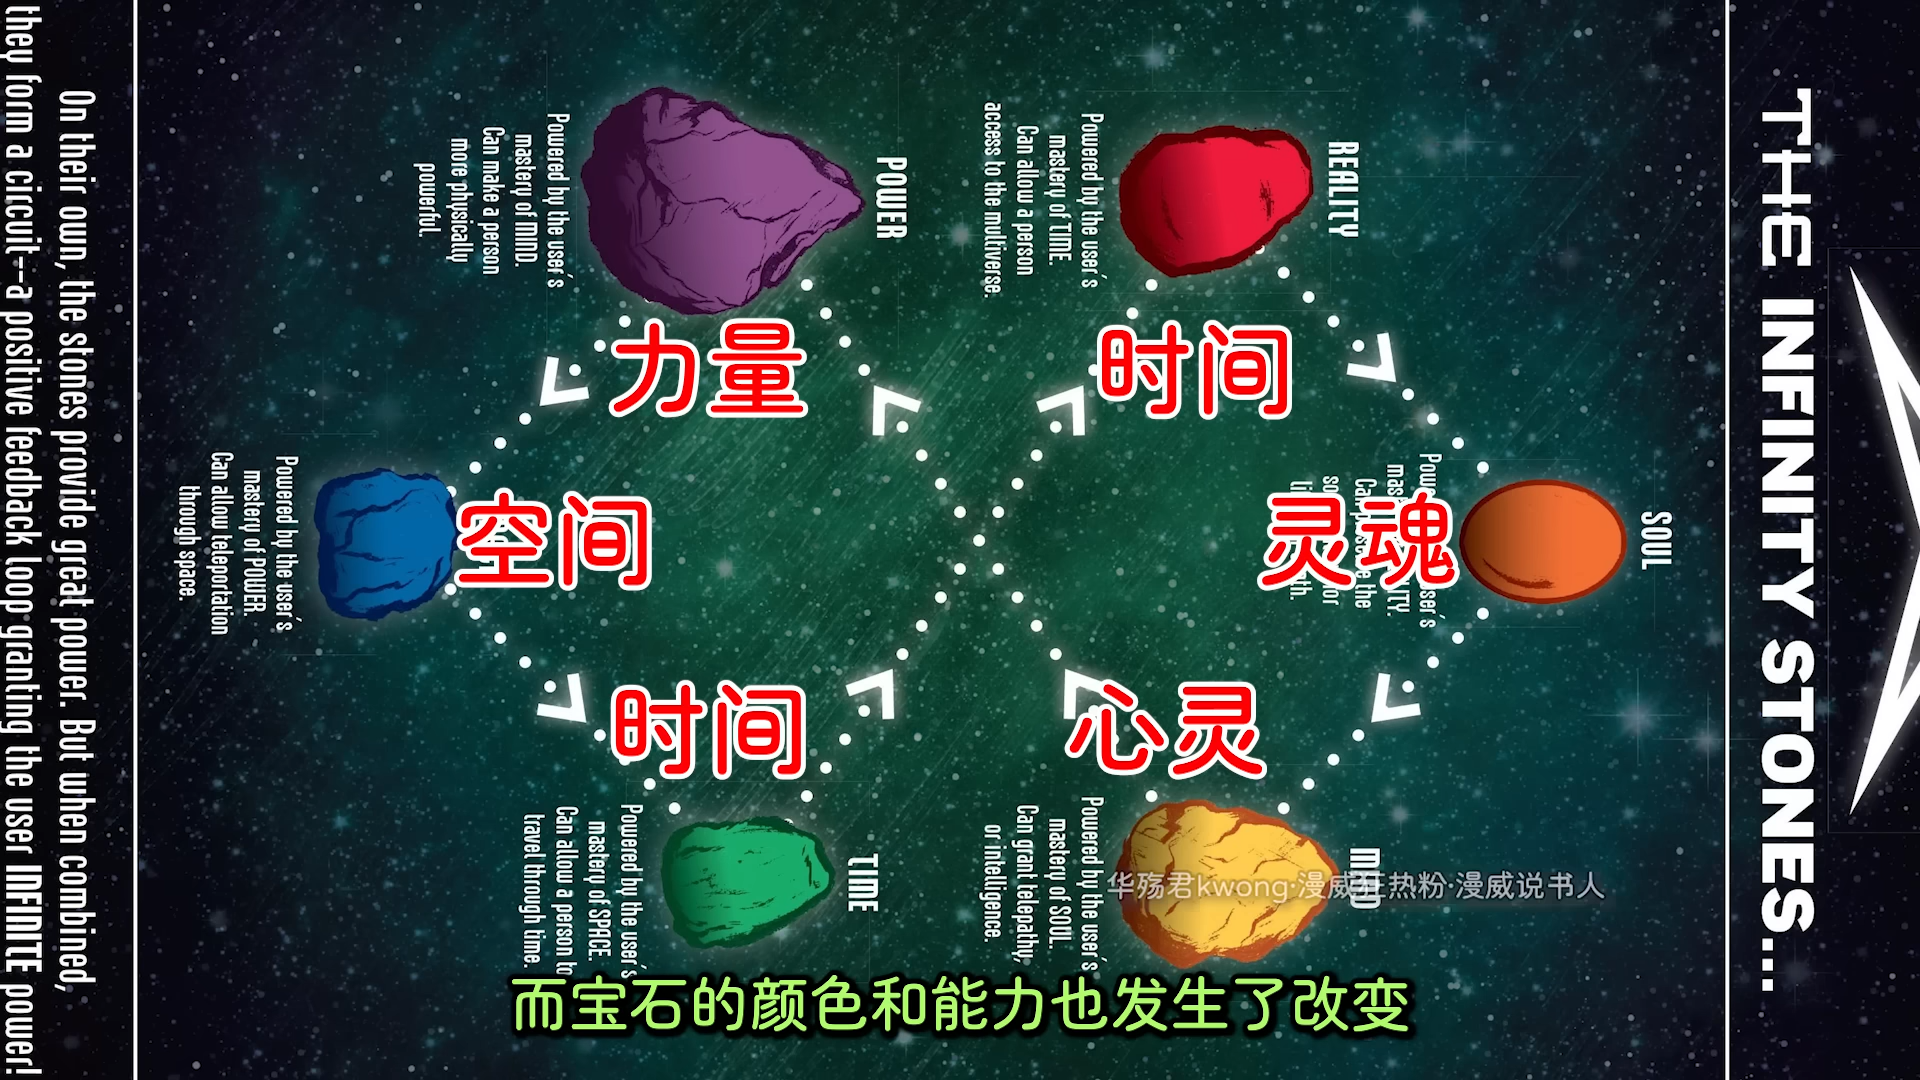 THE INFINITY STONES...
SOUL
REALITY
Powered by the user's
mastery of TIME.
Can allow a person
access to the multiverse.
时间
POWER
Powered by the user's
mastery of MIND.
Can make a person
more physically
powerful.
力量
灵魂
空间
Powered by the user's
mastery of POWER.
Can allow teleportation
through space.
心灵
Powered by the user's
mastery of SOUL.
Can grant telepathy,
or intelligence.
时间
TIME
Powered by the user's
mastery of SPACE.
Can allow a person to
travel through time.
华殇君kwong·漫威狂热粉·漫威说书人
On their own, the stones provide great power. But when combined,
they form a circuit--a positive feedback loop granting the user INFINITE power!
而宝石的颜色和能力也发生了改变